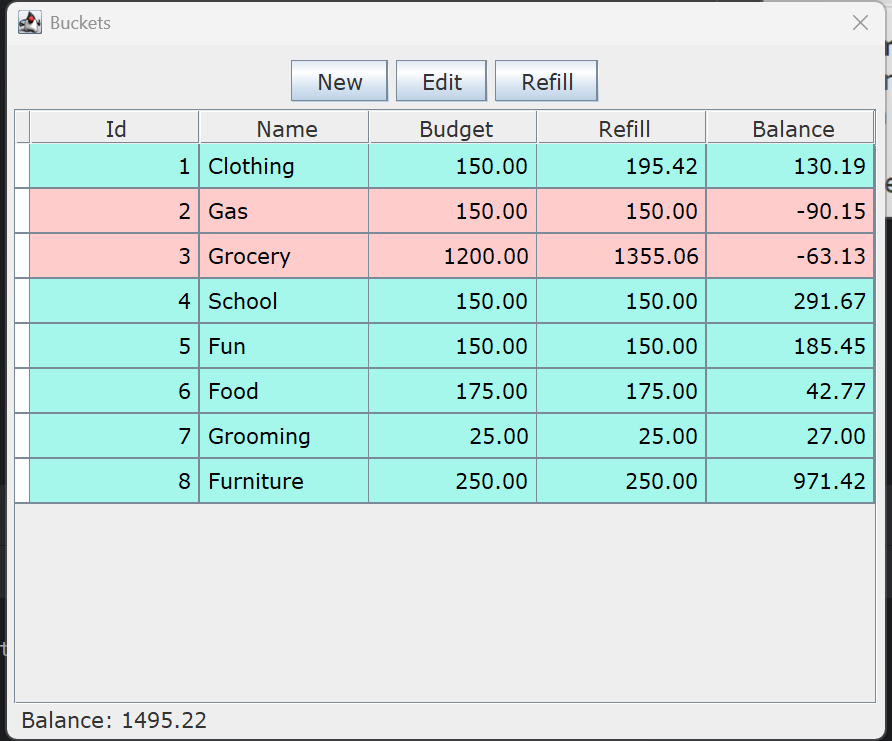 Buckets
New Edit Refill
Id Name Budget Refill Balance
1 Clothing 150.00 195.42 130.19
2 Gas 150.00 150.00 -90.15
3 Grocery 1200.00 1355.06 -63.13
4 School 150.00 150.00 291.67
5 Fun 150.00 150.00 185.45
6 Food 175.00 175.00 42.77
7 Grooming 25.00 25.00 27.00
8 Furniture 250.00 250.00 971.42
Balance: 1495.22